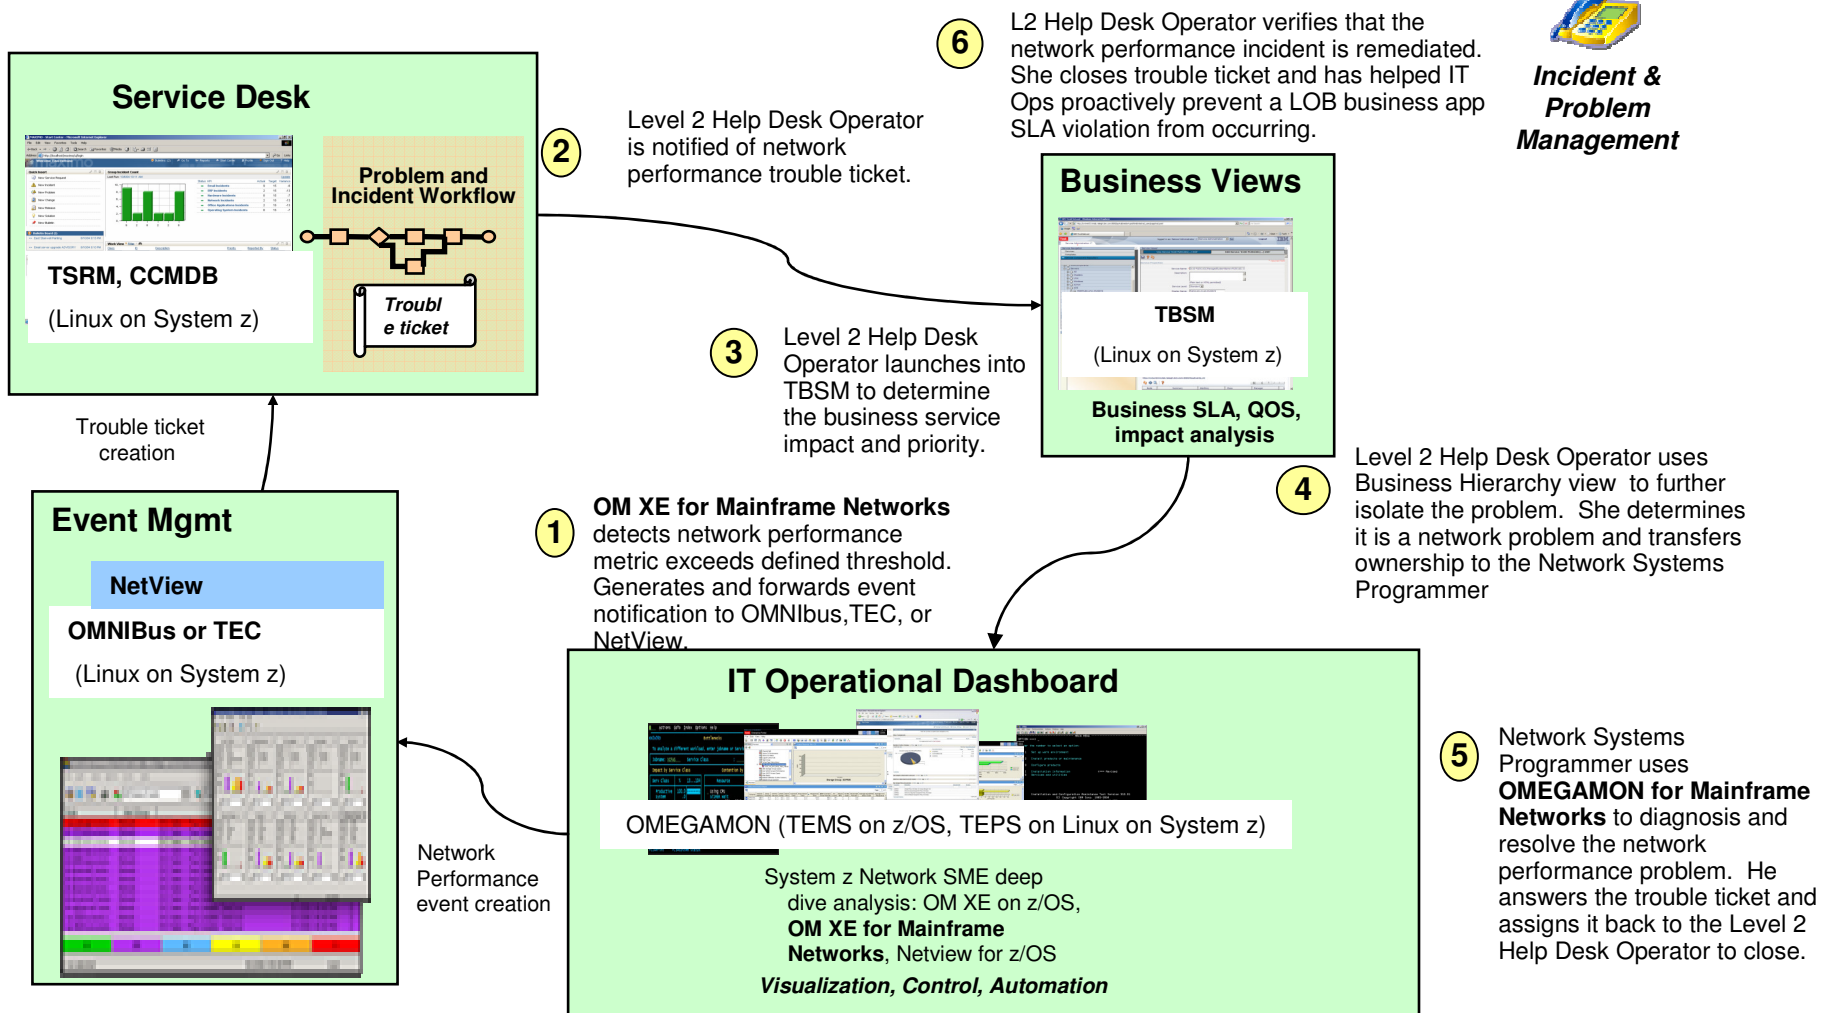 6
L2 Help Desk Operator verifies that the
network performance incident is remediated.
She closes trouble ticket and has helped IT
Ops proactively prevent a LOB business app
SLA violation from occurring.
Incident &
Problem
Management
Service Desk
Problem and
Incident Workflow
Troubl
e ticket
TSRM, CCMDB
(Linux on System z)
2
Level 2 Help Desk Operator
is notified of network
performance trouble ticket.
Business Views
TBSM
(Linux on System z)
Business SLA, QOS,
impact analysis
3
Level 2 Help Desk
Operator launches into
TBSM to determine
the business service
impact and priority.
Trouble ticket
creation
4
Level 2 Help Desk Operator uses
Business Hierarchy view to further
isolate the problem. She determines
it is a network problem and transfers
ownership to the Network Systems
Programmer
Event Mgmt
NetView
OMNIBus or TEC
(Linux on System z)
1
OM XE for Mainframe Networks
detects network performance
metric exceeds defined threshold.
Generates and forwards event
notification to OMNIbus,TEC, or
NetView.
IT Operational Dashboard
OMEGAMON (TEMS on z/OS, TEPS on Linux on System z)
System z Network SME deep
dive analysis: OM XE on z/OS,
OM XE for Mainframe
Networks, Netview for z/OS
Visualization, Control, Automation
Network
Performance
event creation
5
Network Systems
Programmer uses
OMEGAMON for Mainframe
Networks to diagnosis and
resolve the network
performance problem. He
answers the trouble ticket and
assigns it back to the Level 2
Help Desk Operator to close.